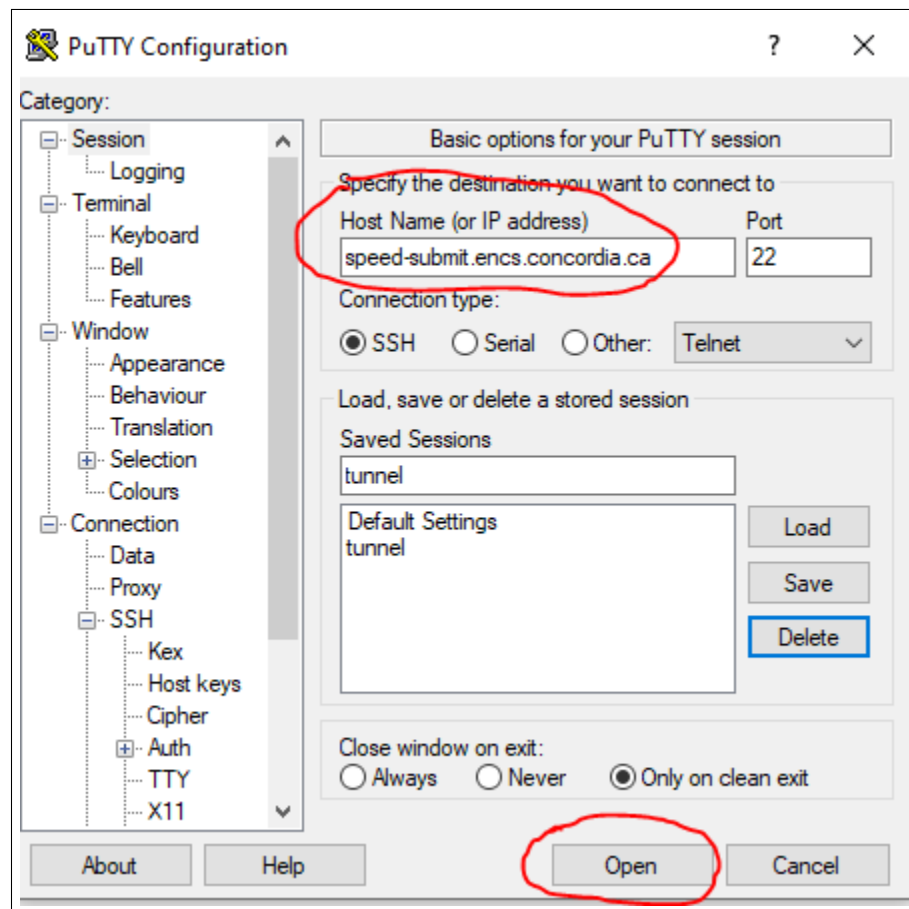 PuTTY Configuration
?
Category:
Session
Logging
Terminal
Keyboard
Bell
Features
Window
Appearance
Behaviour
Translation
Selection
Colours
Connection
Data
Proxy
SSH
Kex
Host keys
Cipher
Auth
TTY
X11
Basic options for your PuTTY session
Specify the destination you want to connect to
Host Name (or IP address) Port
speed-submit.encs.concordia.ca 22
Connection type:
SSH Serial Other: Telnet
Load, save or delete a stored session
Saved Sessions
tunnel
Default Settings
tunnel
Load
Save
Delete
Close window on exit:
Always Never Only on clean exit
About Help Open Cancel